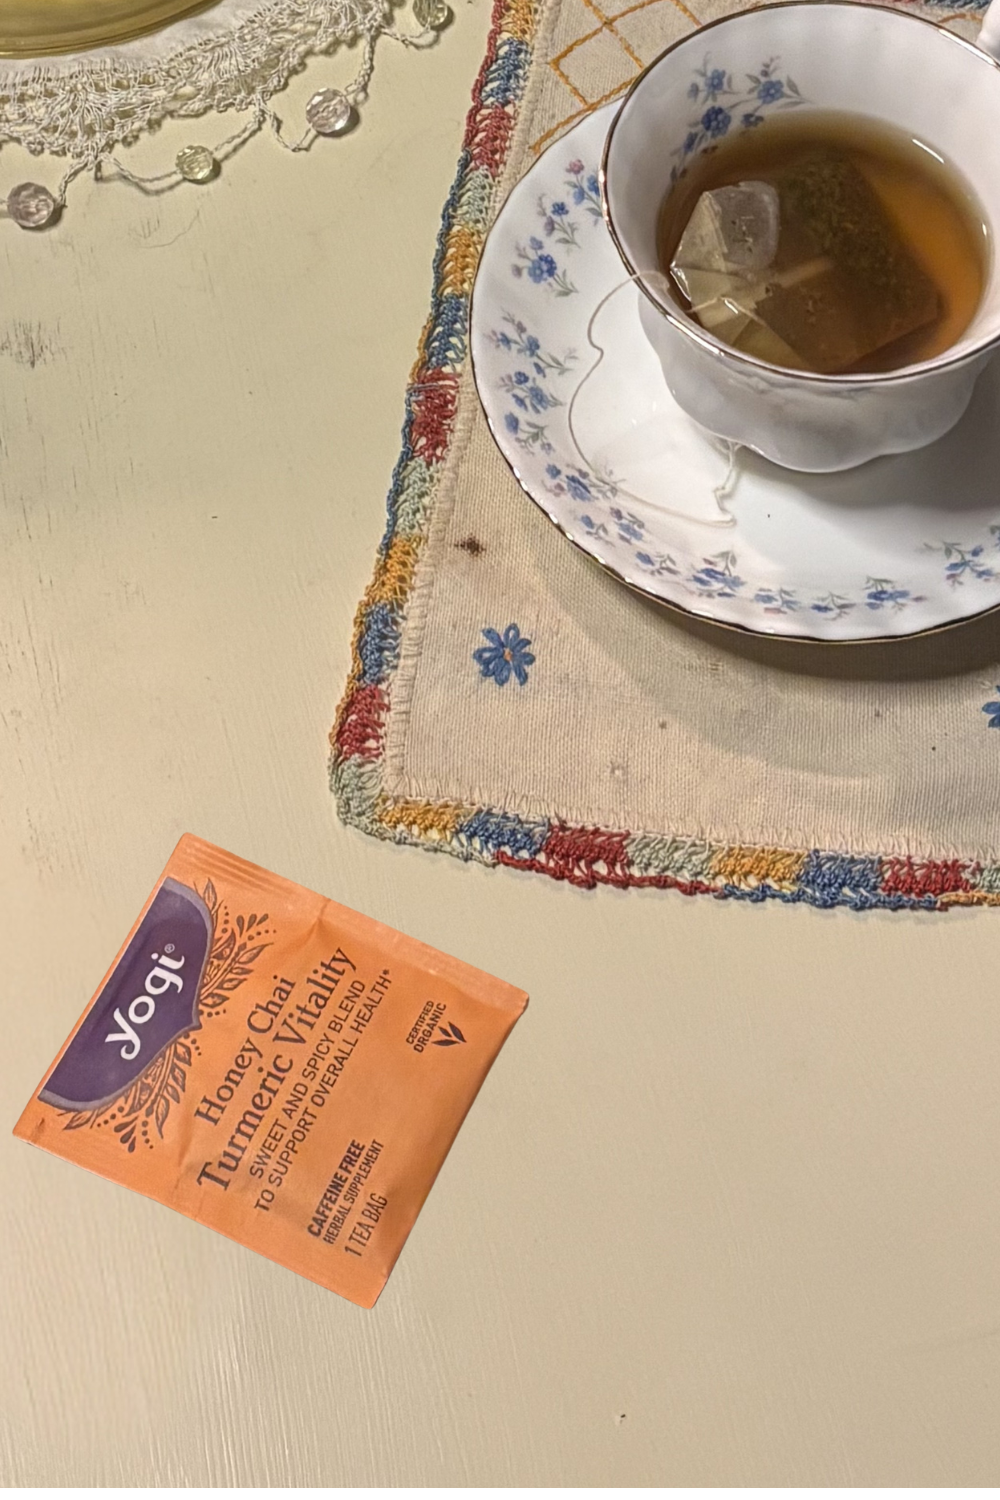 yogi®
Honey Chai
Turmeric Vitality
SWEET AND SPICY BLEND
TO SUPPORT OVERALL HEALTH*
CERTIFIED
ORGANIC
CAFFEINE FREE
HERBAL SUPPLEMENT
1 TEA BAG